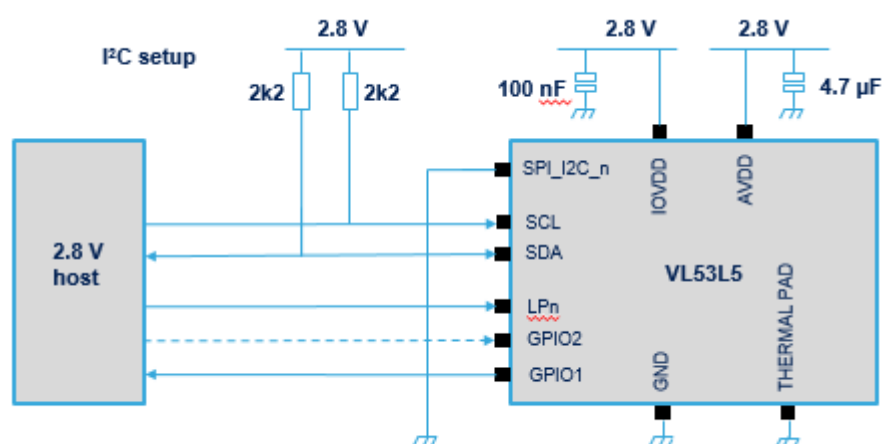 2.8 V
2.8 V
2.8 V
I²C setup
2k2
2k2
100 nF
4.7 µF
SPI_I2C_n
IOVDD
AVDD
SCL
SDA
2.8 V
host
VL53L5
LPn
GPIO2
GPIO1
GND
THERMAL PAD